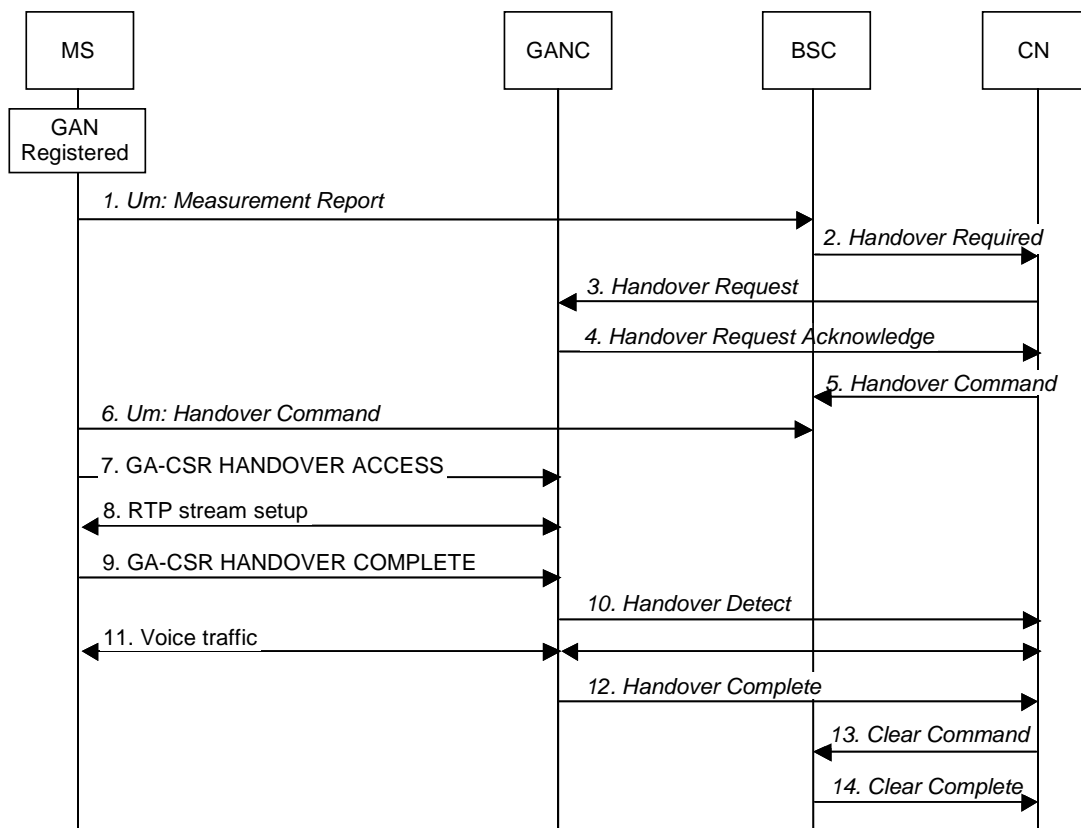 MS
GANC
BSC
CN
GAN
Registered
1. Um: Measurement Report
2. Handover Required
3. Handover Request
4. Handover Request Acknowledge
5. Handover Command
6. Um: Handover Command
7. GA-CSR HANDOVER ACCESS
8. RTP stream setup
9. GA-CSR HANDOVER COMPLETE
10. Handover Detect
11. Voice traffic
12. Handover Complete
13. Clear Command
14. Clear Complete